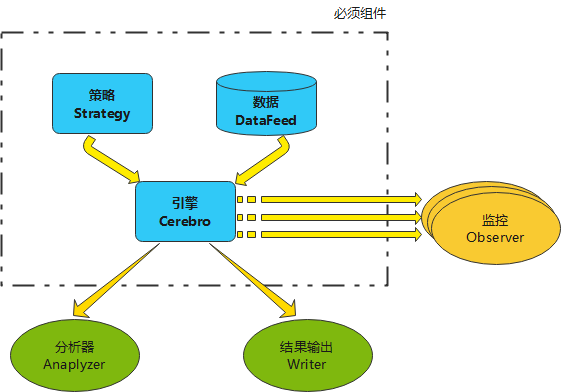 必须组件
策略
Strategy
数据
DataFeed
引擎
Cerebro
监控
Observer
分析器
Anaplyzer
结果输出
Writer